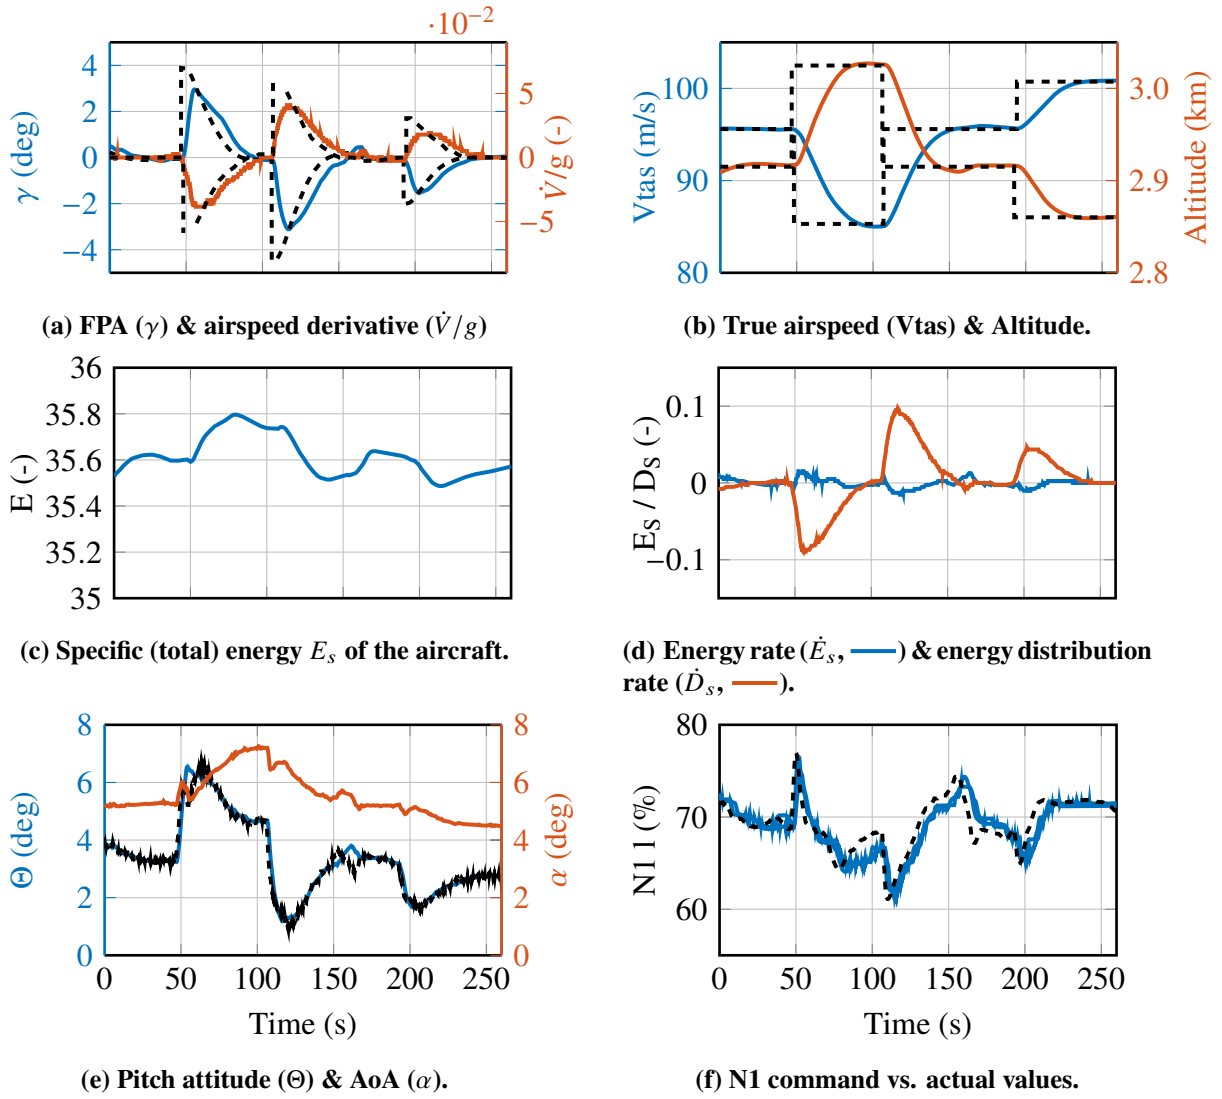 ·10⁻²
4
2
0
−2
−4
γ (deg)
5
0
−5
V̇/g (-)
100
90
80
Vtas (m/s)
3.0
2.9
2.8
Altitude (km)
(a) FPA (γ) & airspeed derivative (V̇/g)
(b) True airspeed (Vtas) & Altitude.
36
35.8
35.6
35.4
35.2
35
E (-)
0.1
0
−0.1
E_S / D_S (-)
(c) Specific (total) energy E_s of the aircraft.
(d) Energy rate (Ė_s, ) & energy distribution
rate (Ḋ_s, ).
8
6
4
2
0
Θ (deg)
8
6
4
2
0
α (deg)
0 50 100 150 200 250
Time (s)
80
70
60
N1 1 (%)
0 50 100 150 200 250
Time (s)
(e) Pitch attitude (Θ) & AoA (α).
(f) N1 command vs. actual values.